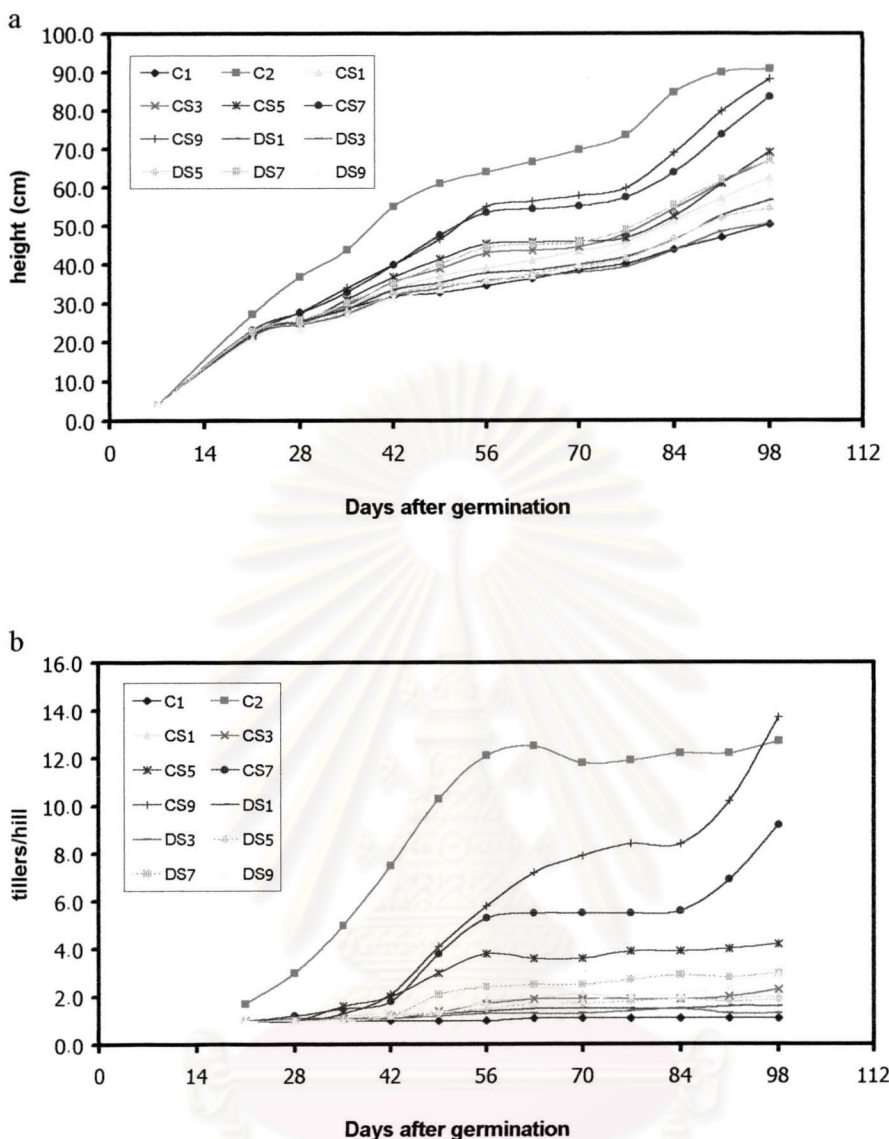 a
100.0
90.0
80.0
70.0
60.0
50.0
40.0
30.0
20.0
10.0
0.0
height (cm)
C1 C2 CS1
CS3 CS5 CS7
CS9 DS1 DS3
DS5 DS7 DS9
0 14 28 42 56 70 84 98 112
Days after germination
b
16.0
14.0
12.0
10.0
8.0
6.0
4.0
2.0
0.0
tillers/hill
C1 C2
CS1 CS3
CS5 CS7
CS9 DS1
DS3 DS5
DS7 DS9
0 14 28 42 56 70 84 98 112
Days after germination